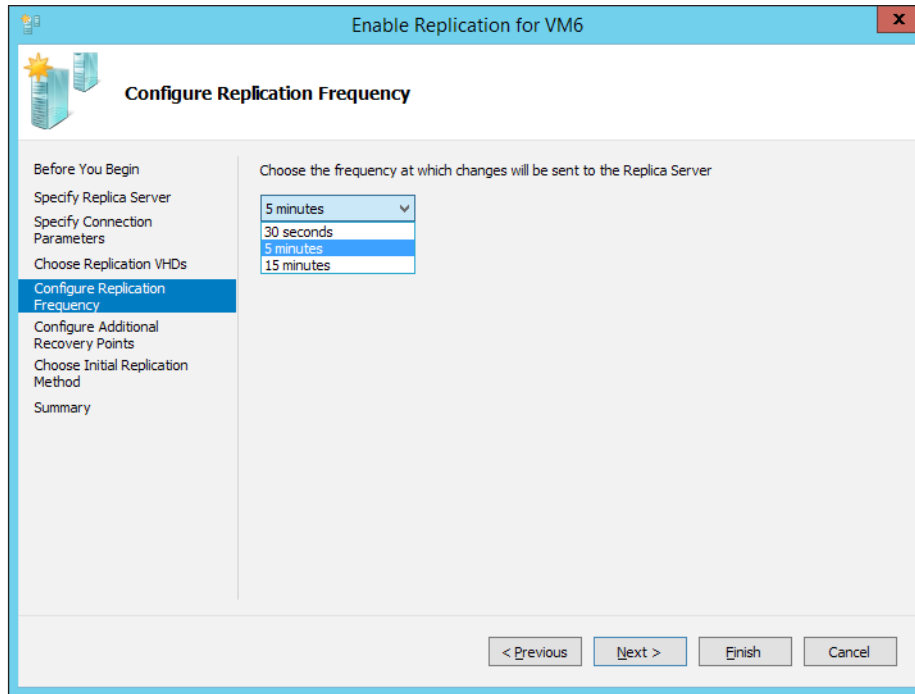 Enable Replication for VM6
x
Configure Replication Frequency
Before You Begin
Specify Replica Server
Specify Connection
Parameters
Choose Replication VHDs
Configure Replication
Frequency
Configure Additional
Recovery Points
Choose Initial Replication
Method
Summary
Choose the frequency at which changes will be sent to the Replica Server
5 minutes
30 seconds
5 minutes
15 minutes
< Previous
Next >
Finish
Cancel